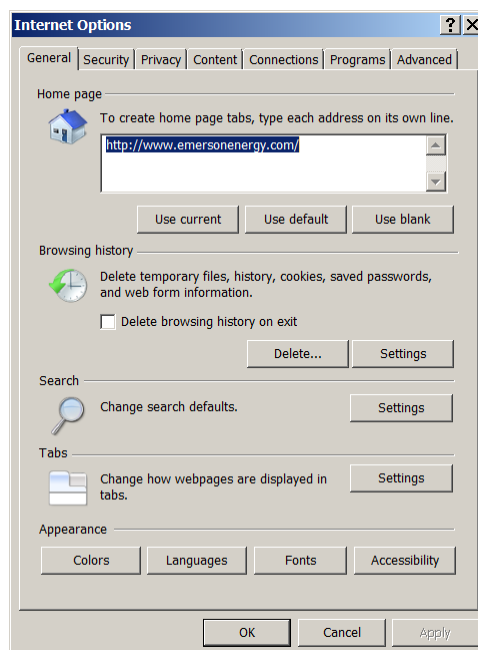 Internet Options
General Security Privacy Content Connections Programs Advanced
Home page
To create home page tabs, type each address on its own line.
http://www.emersonenergy.com/
Use current Use default Use blank
Browsing history
Delete temporary files, history, cookies, saved passwords,
and web form information.
Delete browsing history on exit
Delete... Settings
Search
Change search defaults. Settings
Tabs
Change how webpages are displayed in Settings
tabs.
Appearance
Colors Languages Fonts Accessibility
OK Cancel Apply